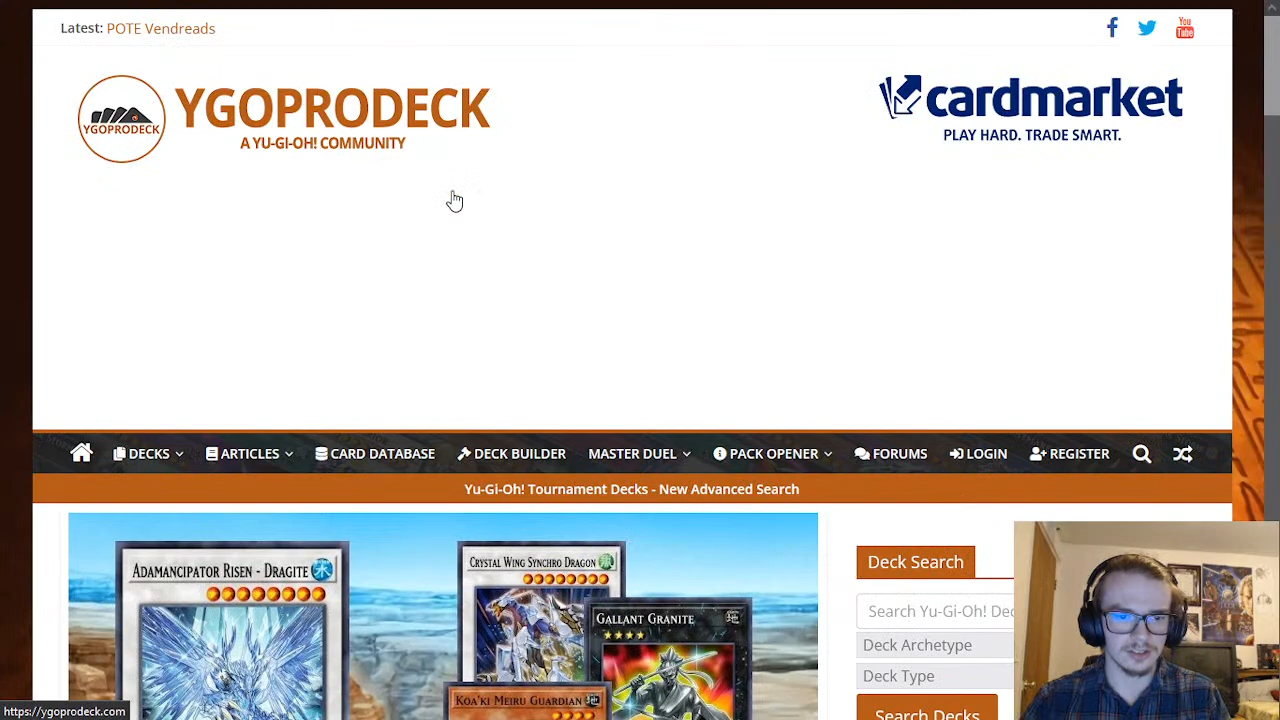 Latest: POTE Vendreads
YGOPRODECK
YGOPRODECK
A YU-GI-OH! COMMUNITY
cardmarket
PLAY HARD. TRADE SMART.
DECKS ARTICLES CARD DATABASE DECK BUILDER MASTER DUEL PACK OPENER FORUMS LOGIN REGISTER
Yu-Gi-Oh! Tournament Decks - New Advanced Search
ADAMANCIPATOR RISEN - DRAGITE 水
CRYSTAL WING SYNCHRO DRAGON
GALLANT GRANITE
KOA'KI MEIRU GUARDIAN
Deck Search
Search Yu-Gi-Oh! Dec
Deck Archetype
Deck Type
Search Decks
https://ygoprodeck.com
You
Tube